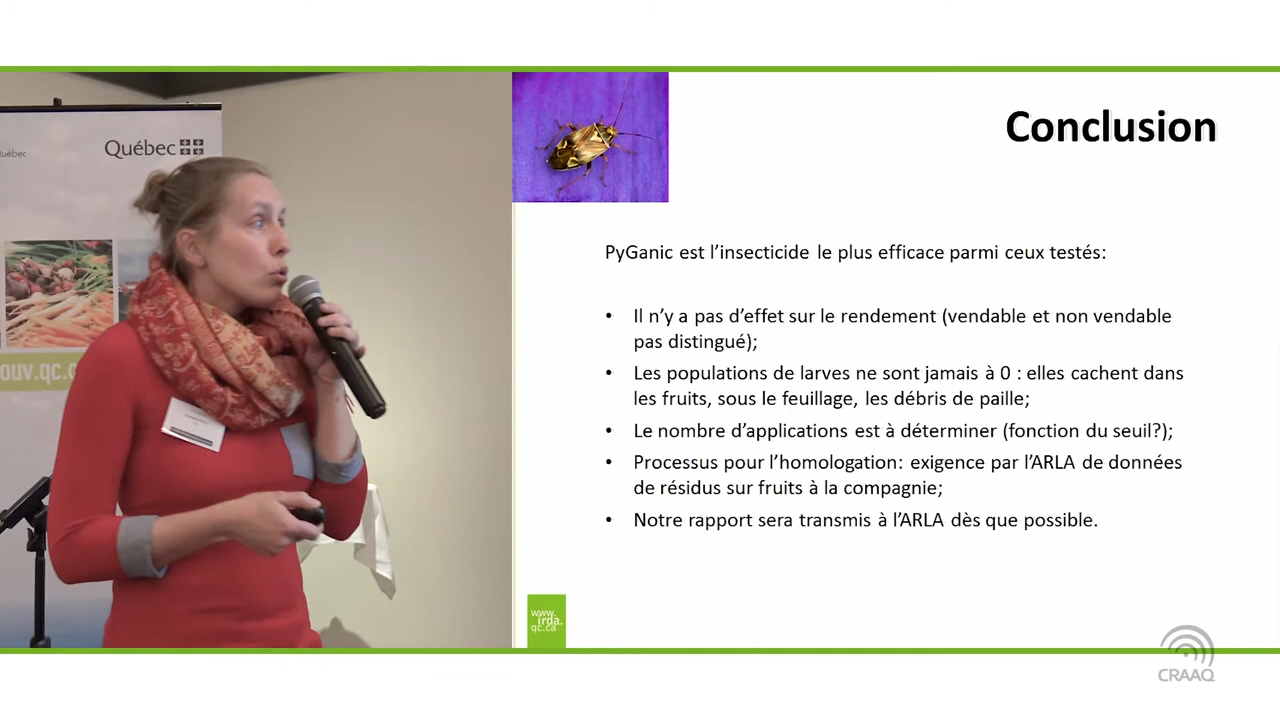 uébec
Québec
ouv.qc.c
Conclusion
PyGanic est l’insecticide le plus efficace parmi ceux testés:
• Il n’y a pas d’effet sur le rendement (vendable et non vendable
pas distingué);
• Les populations de larves ne sont jamais à 0 : elles cachent dans
les fruits, sous le feuillage, les débris de paille;
• Le nombre d’applications est à déterminer (fonction du seuil?);
• Processus pour l’homologation: exigence par l’ARLA de données
de résidus sur fruits à la compagnie;
• Notre rapport sera transmis à l’ARLA dès que possible.
www.
irda.
qc.ca
CRAAQ